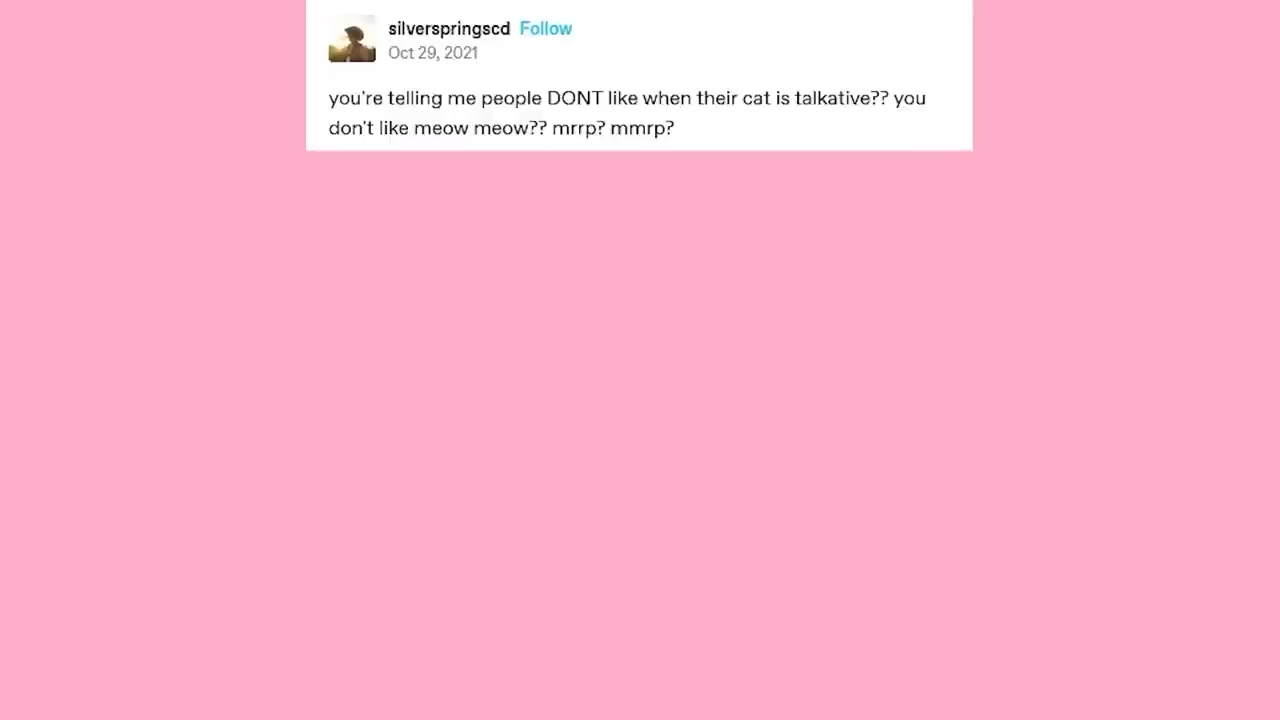 silverspringscd Follow
Oct 29, 2021
you're telling me people DONT like when their cat is talkative?? you
don't like meow meow?? mrrp? mmrp?